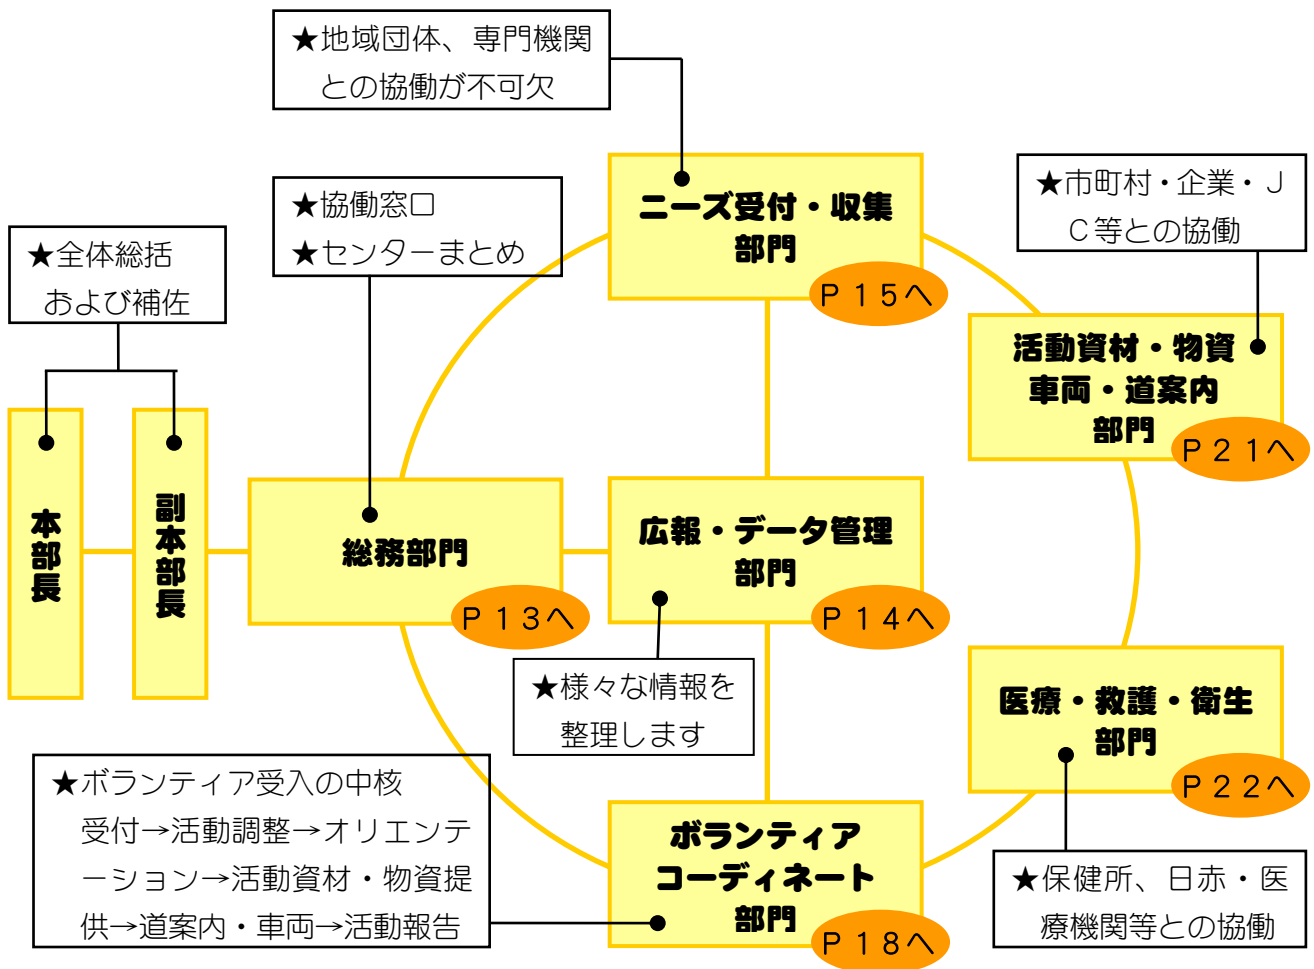 ★地域団体、専門機関
との協働が不可欠
ニーズ受付・収集
部門
P15へ
★市町村・企業・J
C等との協働
★協働窓口
★センターまとめ
★全体総括
および補佐
活動資材・物資
車両・道案内
部門
P21へ
本部長
副本部長
総務部門
P13へ
広報・データ管理
部門
P14へ
★様々な情報を
整理します
医療・救護・衛生
部門
P22へ
★ボランティア受入の中核
受付→活動調整→オリエンテ
ーション→活動資材・物資提
供→道案内・車両→活動報告
ボランティア
コーディネート
部門
P18へ
★保健所、日赤・医
療機関等との協働